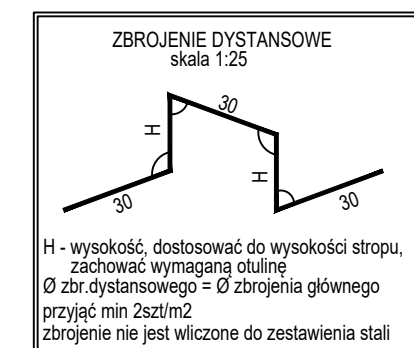 ZBROJENIE DYSTANSOWE
skala 1:25
30
H
H
30
30
H - wysokość, dostosować do wysokości stropu,
zachować wymaganą otulinę
Ø zbr.dystansowego = Ø zbrojenia głównego
przyjąć min 2szt/m2
zbrojenie nie jest wliczone do zestawienia stali